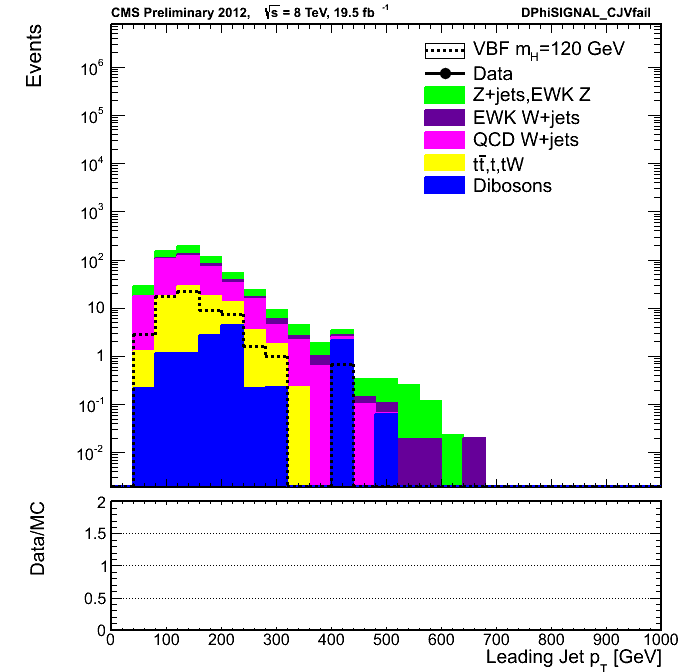 CMS Preliminary 2012, √s = 8 TeV, 19.5 fb⁻¹ DPhiSIGNAL_CJVfail
Events
VBF m_H=120 GeV
Data
Z+jets,EWK Z
EWK W+jets
QCD W+jets
tt̄,t,tW
Dibosons
10⁶
10⁵
10⁴
10³
10²
10
1
10⁻¹
10⁻²
Data/MC
2
1.5
1
0.5
0
0 100 200 300 400 500 600 700 800 900 1000
Leading Jet p_T [GeV]